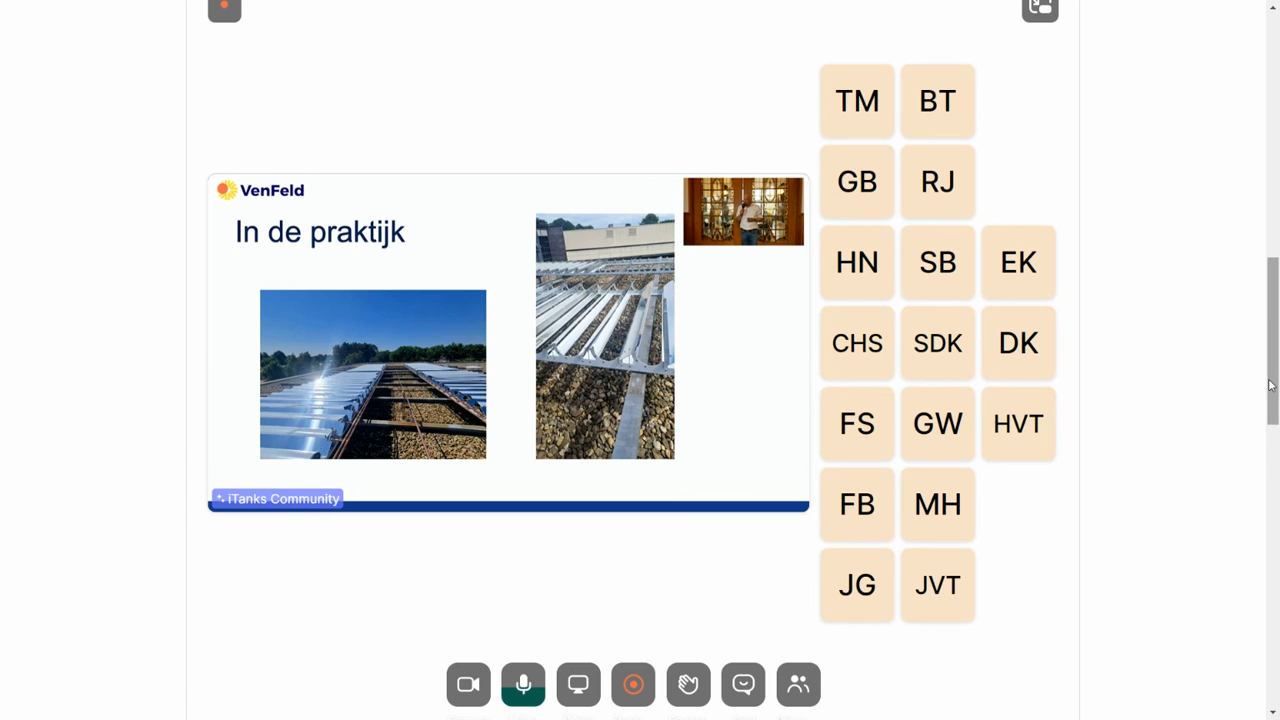 VenFeld
In de praktijk
iTanks Community
TM BT
GB RJ
HN SB EK
CHS SDK DK
FS GW HVT
FB MH
JG JVT